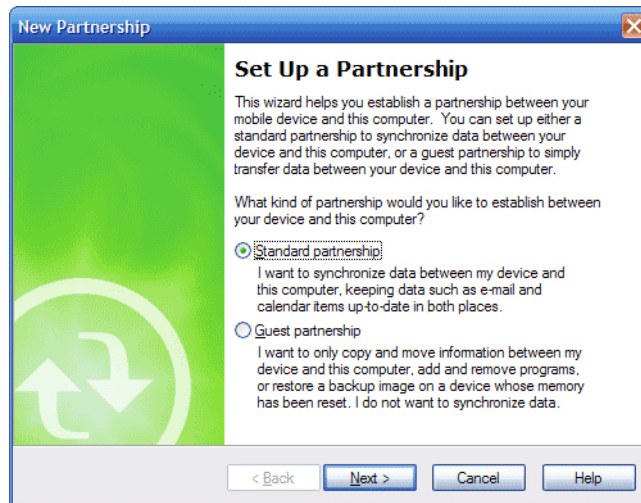 New Partnership
Set Up a Partnership
This wizard helps you establish a partnership between your
mobile device and this computer. You can set up either a
standard partnership to synchronize data between your
device and this computer, or a guest partnership to simply
transfer data between your device and this computer.
What kind of partnership would you like to establish between
your device and this computer?
Standard partnership
I want to synchronize data between my device and
this computer, keeping data such as e-mail and
calendar items up-to-date in both places.
Guest partnership
I want to only copy and move information between my
device and this computer, add and remove programs,
or restore a backup image on a device whose memory
has been reset. I do not want to synchronize data.
< Back Next > Cancel Help